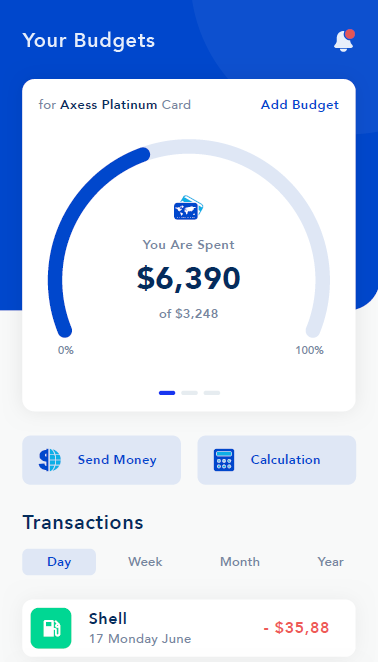 Your Budgets
for Axess Platinum Card
Add Budget
You Are Spent
$6,390
of $3,248
0%
100%
Send Money
Calculation
Transactions
Day
Week
Month
Year
Shell
- $35,88
17 Monday June